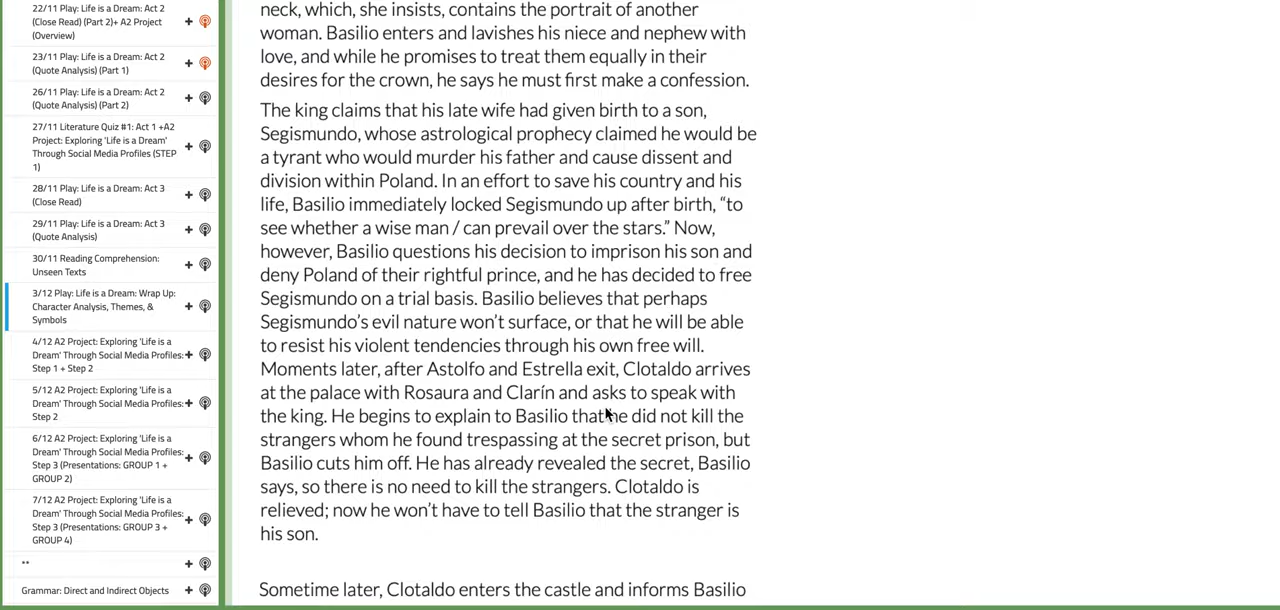 22/11 Play: Life is a Dream: Act 2
(Close Read) (Part 2)+ A2 Project
(Overview)
23/11 Play: Life is a Dream: Act 2
(Quote Analysis) (Part 1)
26/11 Play: Life is a Dream: Act 2
(Quote Analysis) (Part 2)
27/11 Literature Quiz #1: Act 1 +A2
Project: Exploring 'Life is a Dream'
Through Social Media Profiles (STEP
1)
28/11 Play: Life is a Dream: Act 3
(Close Read)
29/11 Play: Life is a Dream: Act 3
(Quote Analysis)
30/11 Reading Comprehension:
Unseen Texts
3/12 Play: Life is a Dream: Wrap Up:
Character Analysis, Themes, &
Symbols
4/12 A2 Project: Exploring 'Life is a
Dream' Through Social Media Profiles:
Step 1 + Step 2
5/12 A2 Project: Exploring 'Life is a
Dream' Through Social Media Profiles:
Step 2
6/12 A2 Project: Exploring 'Life is a
Dream' Through Social Media Profiles:
Step 3 (Presentations: GROUP 1 +
GROUP 2)
7/12 A2 Project: Exploring 'Life is a
Dream' Through Social Media Profiles:
Step 3 (Presentations: GROUP 3 +
GROUP 4)
**
Grammar: Direct and Indirect Objects
neck, which, she insists, contains the portrait of another
woman. Basilio enters and lavishes his niece and nephew with
love, and while he promises to treat them equally in their
desires for the crown, he says he must first make a confession.
The king claims that his late wife had given birth to a son,
Segismundo, whose astrological prophecy claimed he would be
a tyrant who would murder his father and cause dissent and
division within Poland. In an effort to save his country and his
life, Basilio immediately locked Segismundo up after birth, “to
see whether a wise man / can prevail over the stars.” Now,
however, Basilio questions his decision to imprison his son and
deny Poland of their rightful prince, and he has decided to free
Segismundo on a trial basis. Basilio believes that perhaps
Segismundo’s evil nature won’t surface, or that he will be able
to resist his violent tendencies through his own free will.
Moments later, after Astolfo and Estrella exit, Clotaldo arrives
at the palace with Rosaura and Clarín and asks to speak with
the king. He begins to explain to Basilio that he did not kill the
strangers whom he found trespassing at the secret prison, but
Basilio cuts him off. He has already revealed the secret, Basilio
says, so there is no need to kill the strangers. Clotaldo is
relieved; now he won’t have to tell Basilio that the stranger is
his son.
Sometime later, Clotaldo enters the castle and informs Basilio